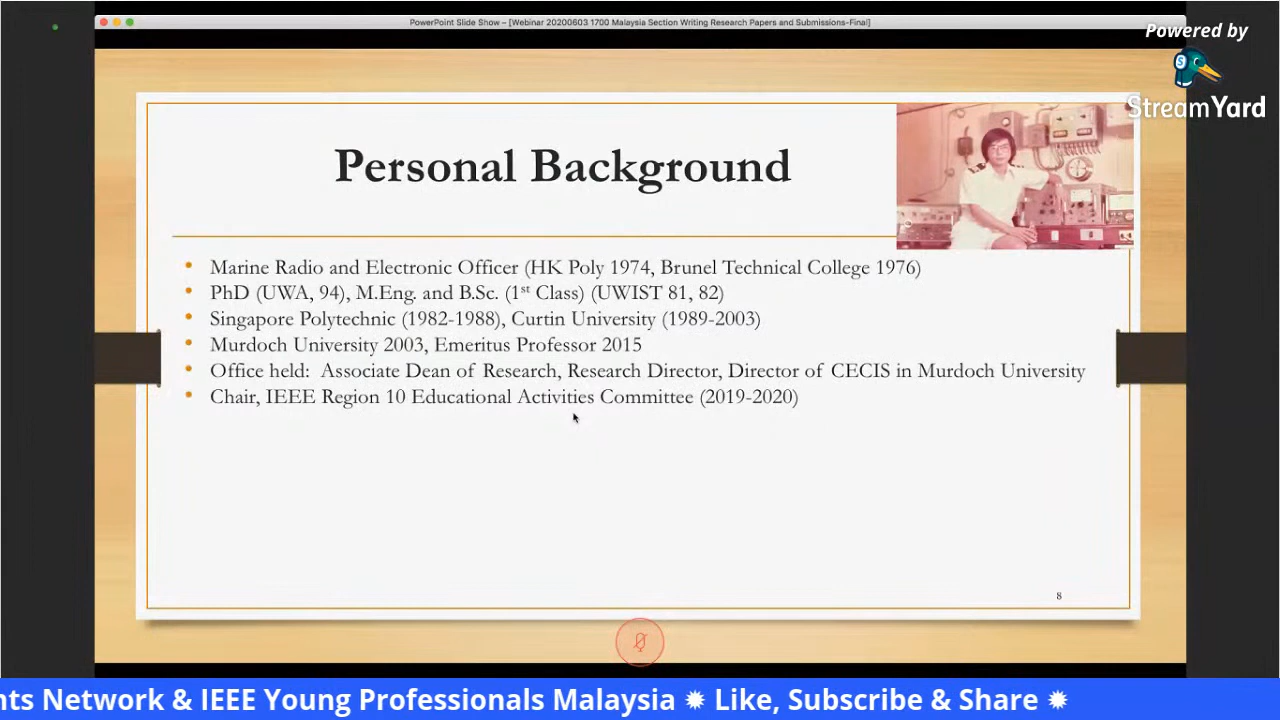 PowerPoint Slide Show – [Webinar 20200603 1700 Malaysia Section Writing Research Papers and Submissions-Final]
Powered by
StreamYard
Personal Background
• Marine Radio and Electronic Officer (HK Poly 1974, Brunel Technical College 1976)
• PhD (UWA, 94), M.Eng. and B.Sc. (1st Class) (UWIST 81, 82)
• Singapore Polytechnic (1982-1988), Curtin University (1989-2003)
• Murdoch University 2003, Emeritus Professor 2015
• Office held: Associate Dean of Research, Research Director, Director of CECIS in Murdoch University
• Chair, IEEE Region 10 Educational Activities Committee (2019-2020)
8
nts Network & IEEE Young Professionals Malaysia ✹ Like, Subscribe & Share ✹